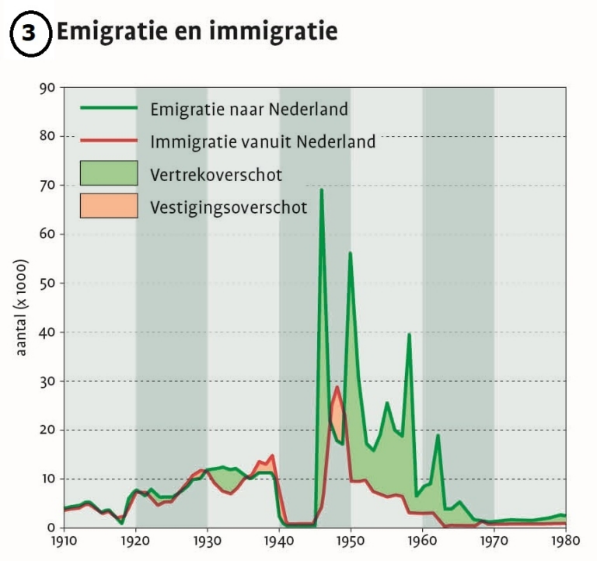 3 Emigratie en immigratie
Emigratie naar Nederland
Immigratie vanuit Nederland
Vertrekoverschot
Vestigingsoverschot
aantal (x 1000)
90
80
70
60
50
40
30
20
10
0
1910 1920 1930 1940 1950 1960 1970 1980